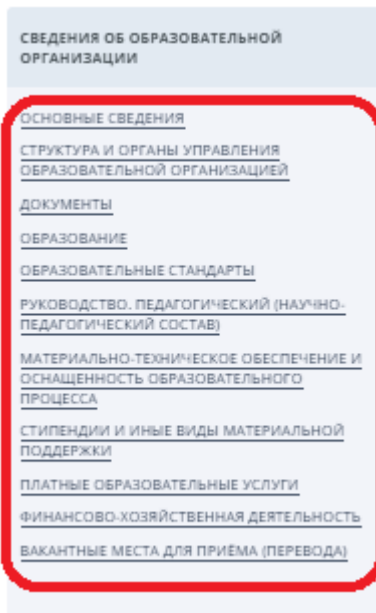 СВЕДЕНИЯ ОБ ОБРАЗОВАТЕЛЬНОЙ
ОРГАНИЗАЦИИ
ОСНОВНЫЕ СВЕДЕНИЯ
СТРУКТУРА И ОРГАНЫ УПРАВЛЕНИЯ
ОБРАЗОВАТЕЛЬНОЙ ОРГАНИЗАЦИЕЙ
ДОКУМЕНТЫ
ОБРАЗОВАНИЕ
ОБРАЗОВАТЕЛЬНЫЕ СТАНДАРТЫ
РУКОВОДСТВО. ПЕДАГОГИЧЕСКИЙ (НАУЧНО-
ПЕДАГОГИЧЕСКИЙ СОСТАВ)
МАТЕРИАЛЬНО-ТЕХНИЧЕСКОЕ ОБЕСПЕЧЕНИЕ И
ОСНАЩЕННОСТЬ ОБРАЗОВАТЕЛЬНОГО
ПРОЦЕССА
СТИПЕНДИИ И ИНЫЕ ВИДЫ МАТЕРИАЛЬНОЙ
ПОДДЕРЖКИ
ПЛАТНЫЕ ОБРАЗОВАТЕЛЬНЫЕ УСЛУГИ
ФИНАНСОВО-ХОЗЯЙСТВЕННАЯ ДЕЯТЕЛЬНОСТЬ
ВАКАНТНЫЕ МЕСТА ДЛЯ ПРИЁМА (ПЕРЕВОДА)